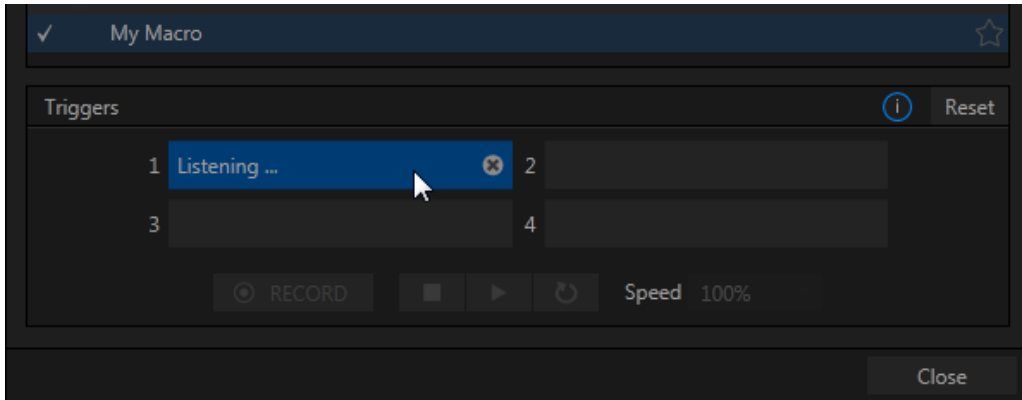 My Macro
Triggers i Reset
1 Listening ... 2
3 4
RECORD Speed 100%
Close